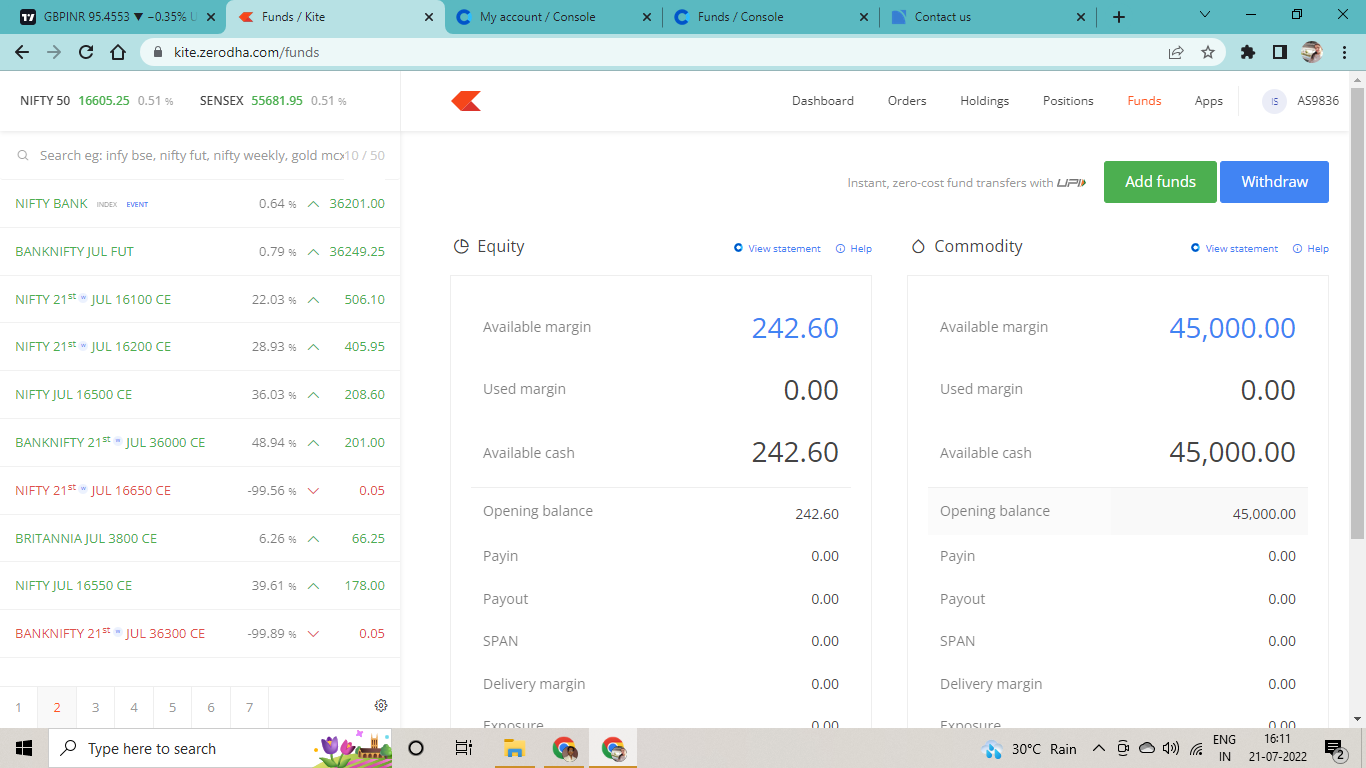 GBPINR 95.4553 ▼ −0.35% U
Funds / Kite
My account / Console
Funds / Console
Contact us
kite.zerodha.com/funds
NIFTY 50 16605.25 0.51 % SENSEX 55681.95 0.51 %
Dashboard Orders Holdings Positions Funds Apps IS AS9836
Search eg: infy bse, nifty fut, nifty weekly, gold mcx 10 / 50
NIFTY BANK INDEX EVENT 0.64 % 36201.00
BANKNIFTY JUL FUT 0.79 % 36249.25
NIFTY 21st w JUL 16100 CE 22.03 % 506.10
NIFTY 21st w JUL 16200 CE 28.93 % 405.95
NIFTY JUL 16500 CE 36.03 % 208.60
BANKNIFTY 21st w JUL 36000 CE 48.94 % 201.00
NIFTY 21st w JUL 16650 CE -99.56 % 0.05
BRITANNIA JUL 3800 CE 6.26 % 66.25
NIFTY JUL 16550 CE 39.61 % 178.00
BANKNIFTY 21st w JUL 36300 CE -99.89 % 0.05
1 2 3 4 5 6 7
Instant, zero-cost fund transfers with UPI Add funds Withdraw
Equity View statement Help
Available margin 242.60
Used margin 0.00
Available cash 242.60
Opening balance 242.60
Payin 0.00
Payout 0.00
SPAN 0.00
Delivery margin 0.00
Exposure 0.00
Commodity View statement Help
Available margin 45,000.00
Used margin 0.00
Available cash 45,000.00
Opening balance 45,000.00
Payin 0.00
Payout 0.00
SPAN 0.00
Delivery margin 0.00
Exposure 0.00
Type here to search
30°C Rain
ENG
IN
16:11
21-07-2022
2